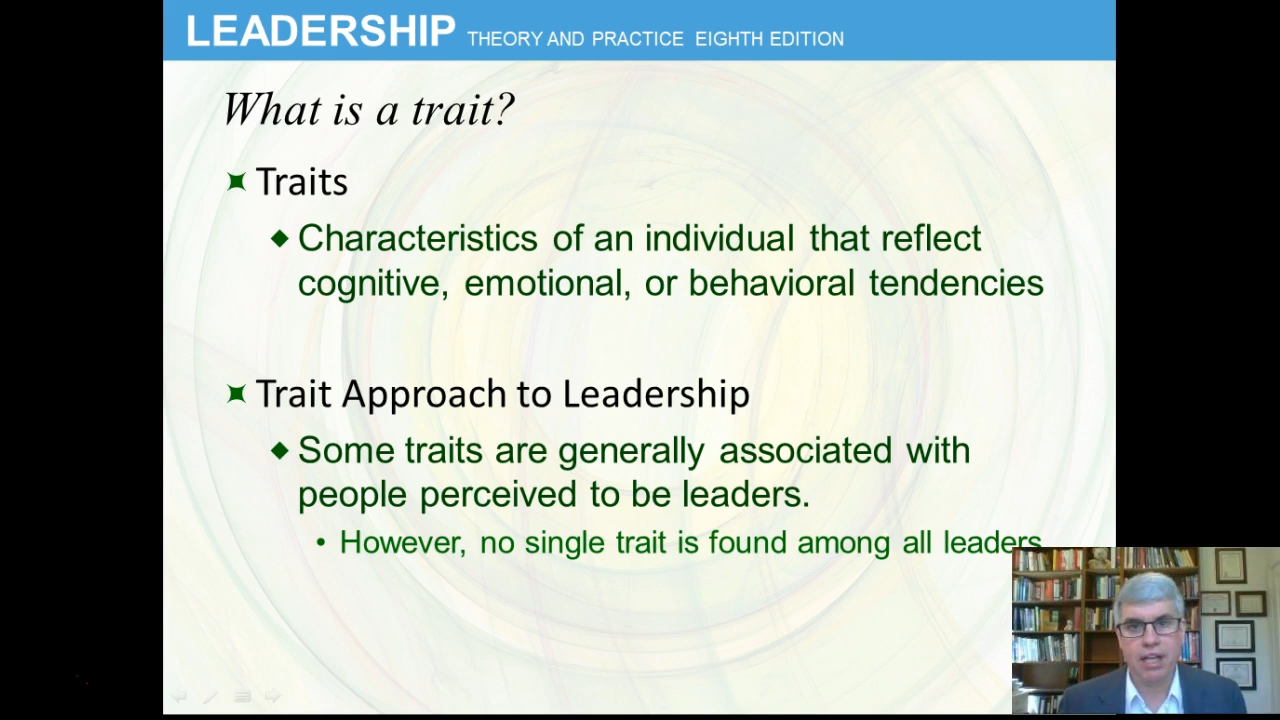 LEADERSHIP THEORY AND PRACTICE EIGHTH EDITION
What is a trait?
Traits
Characteristics of an individual that reflect
cognitive, emotional, or behavioral tendencies
Trait Approach to Leadership
Some traits are generally associated with
people perceived to be leaders.
• However, no single trait is found among all leaders